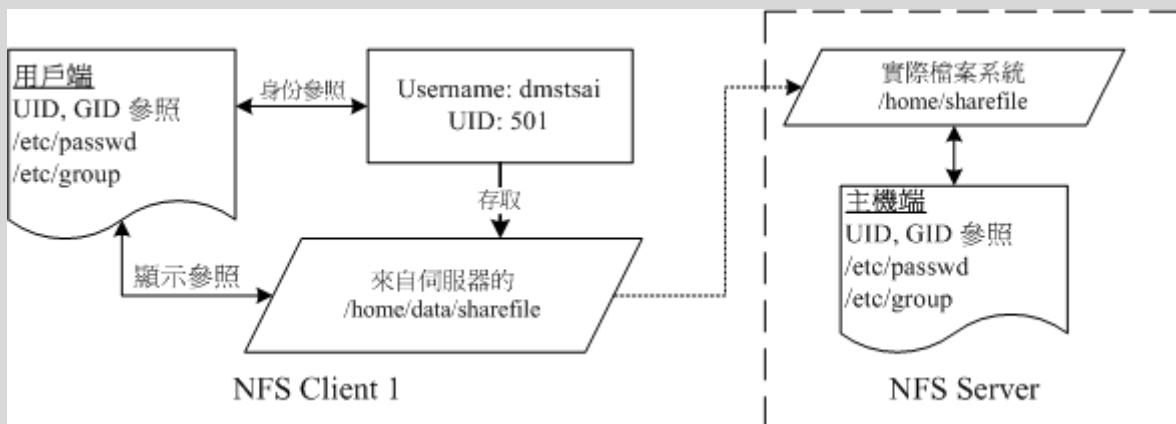 用戶端
UID, GID 參照
/etc/passwd
/etc/group
身份參照
Username: dmstsai
UID: 501
存取
顯示參照
來自伺服器的
/home/data/sharefile
NFS Client 1
實際檔案系統
/home/sharefile
主機端
UID, GID 參照
/etc/passwd
/etc/group
NFS Server